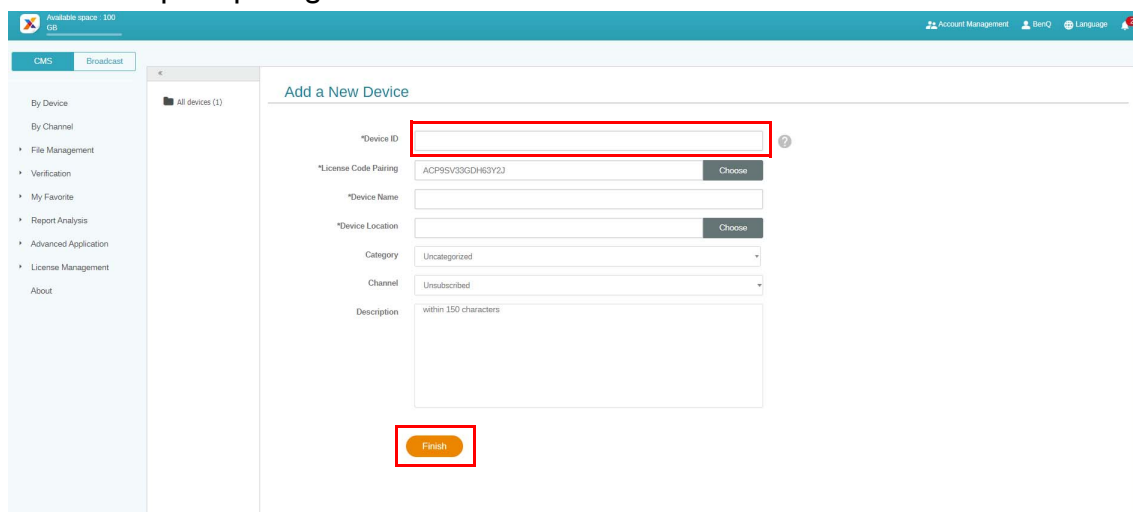 Available space : 100
GB
Account Management
BenQ
Language
CMS
Broadcast
«
By Device
By Channel
File Management
Verification
My Favorite
Report Analysis
Advanced Application
License Management
About
All devices (1)
Add a New Device
*Device ID
?
*License Code Pairing
ACP9SV33GDH63Y2J
Choose
*Device Name
*Device Location
Choose
Category
Uncategorized
Channel
Unsubscribed
Description
within 150 characters
Finish